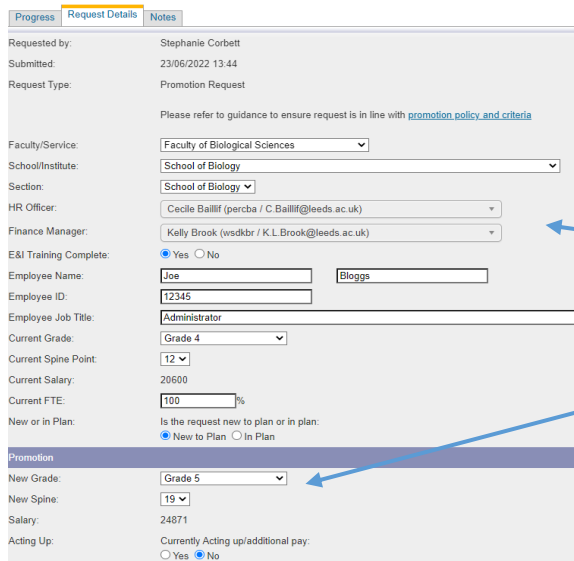 Progress Request Details Notes
Requested by: Stephanie Corbett
Submitted: 23/06/2022 13:44
Request Type: Promotion Request
Please refer to guidance to ensure request is in line with promotion policy and criteria
Faculty/Service: Faculty of Biological Sciences
School/Institute: School of Biology
Section: School of Biology
HR Officer: Cecile Baillif (percba / C.Baillif@leeds.ac.uk)
Finance Manager: Kelly Brook (wsdkbr / K.L.Brook@leeds.ac.uk)
E&I Training Complete: Yes No
Employee Name: Joe Bloggs
Employee ID: 12345
Employee Job Title: Administrator
Current Grade: Grade 4
Current Spine Point: 12
Current Salary: 20600
Current FTE: 100 %
New or in Plan: Is the request new to plan or in plan:
New to Plan In Plan
Promotion
New Grade: Grade 5
New Spine: 19
Salary: 24871
Acting Up: Currently Acting up/additional pay:
Yes No